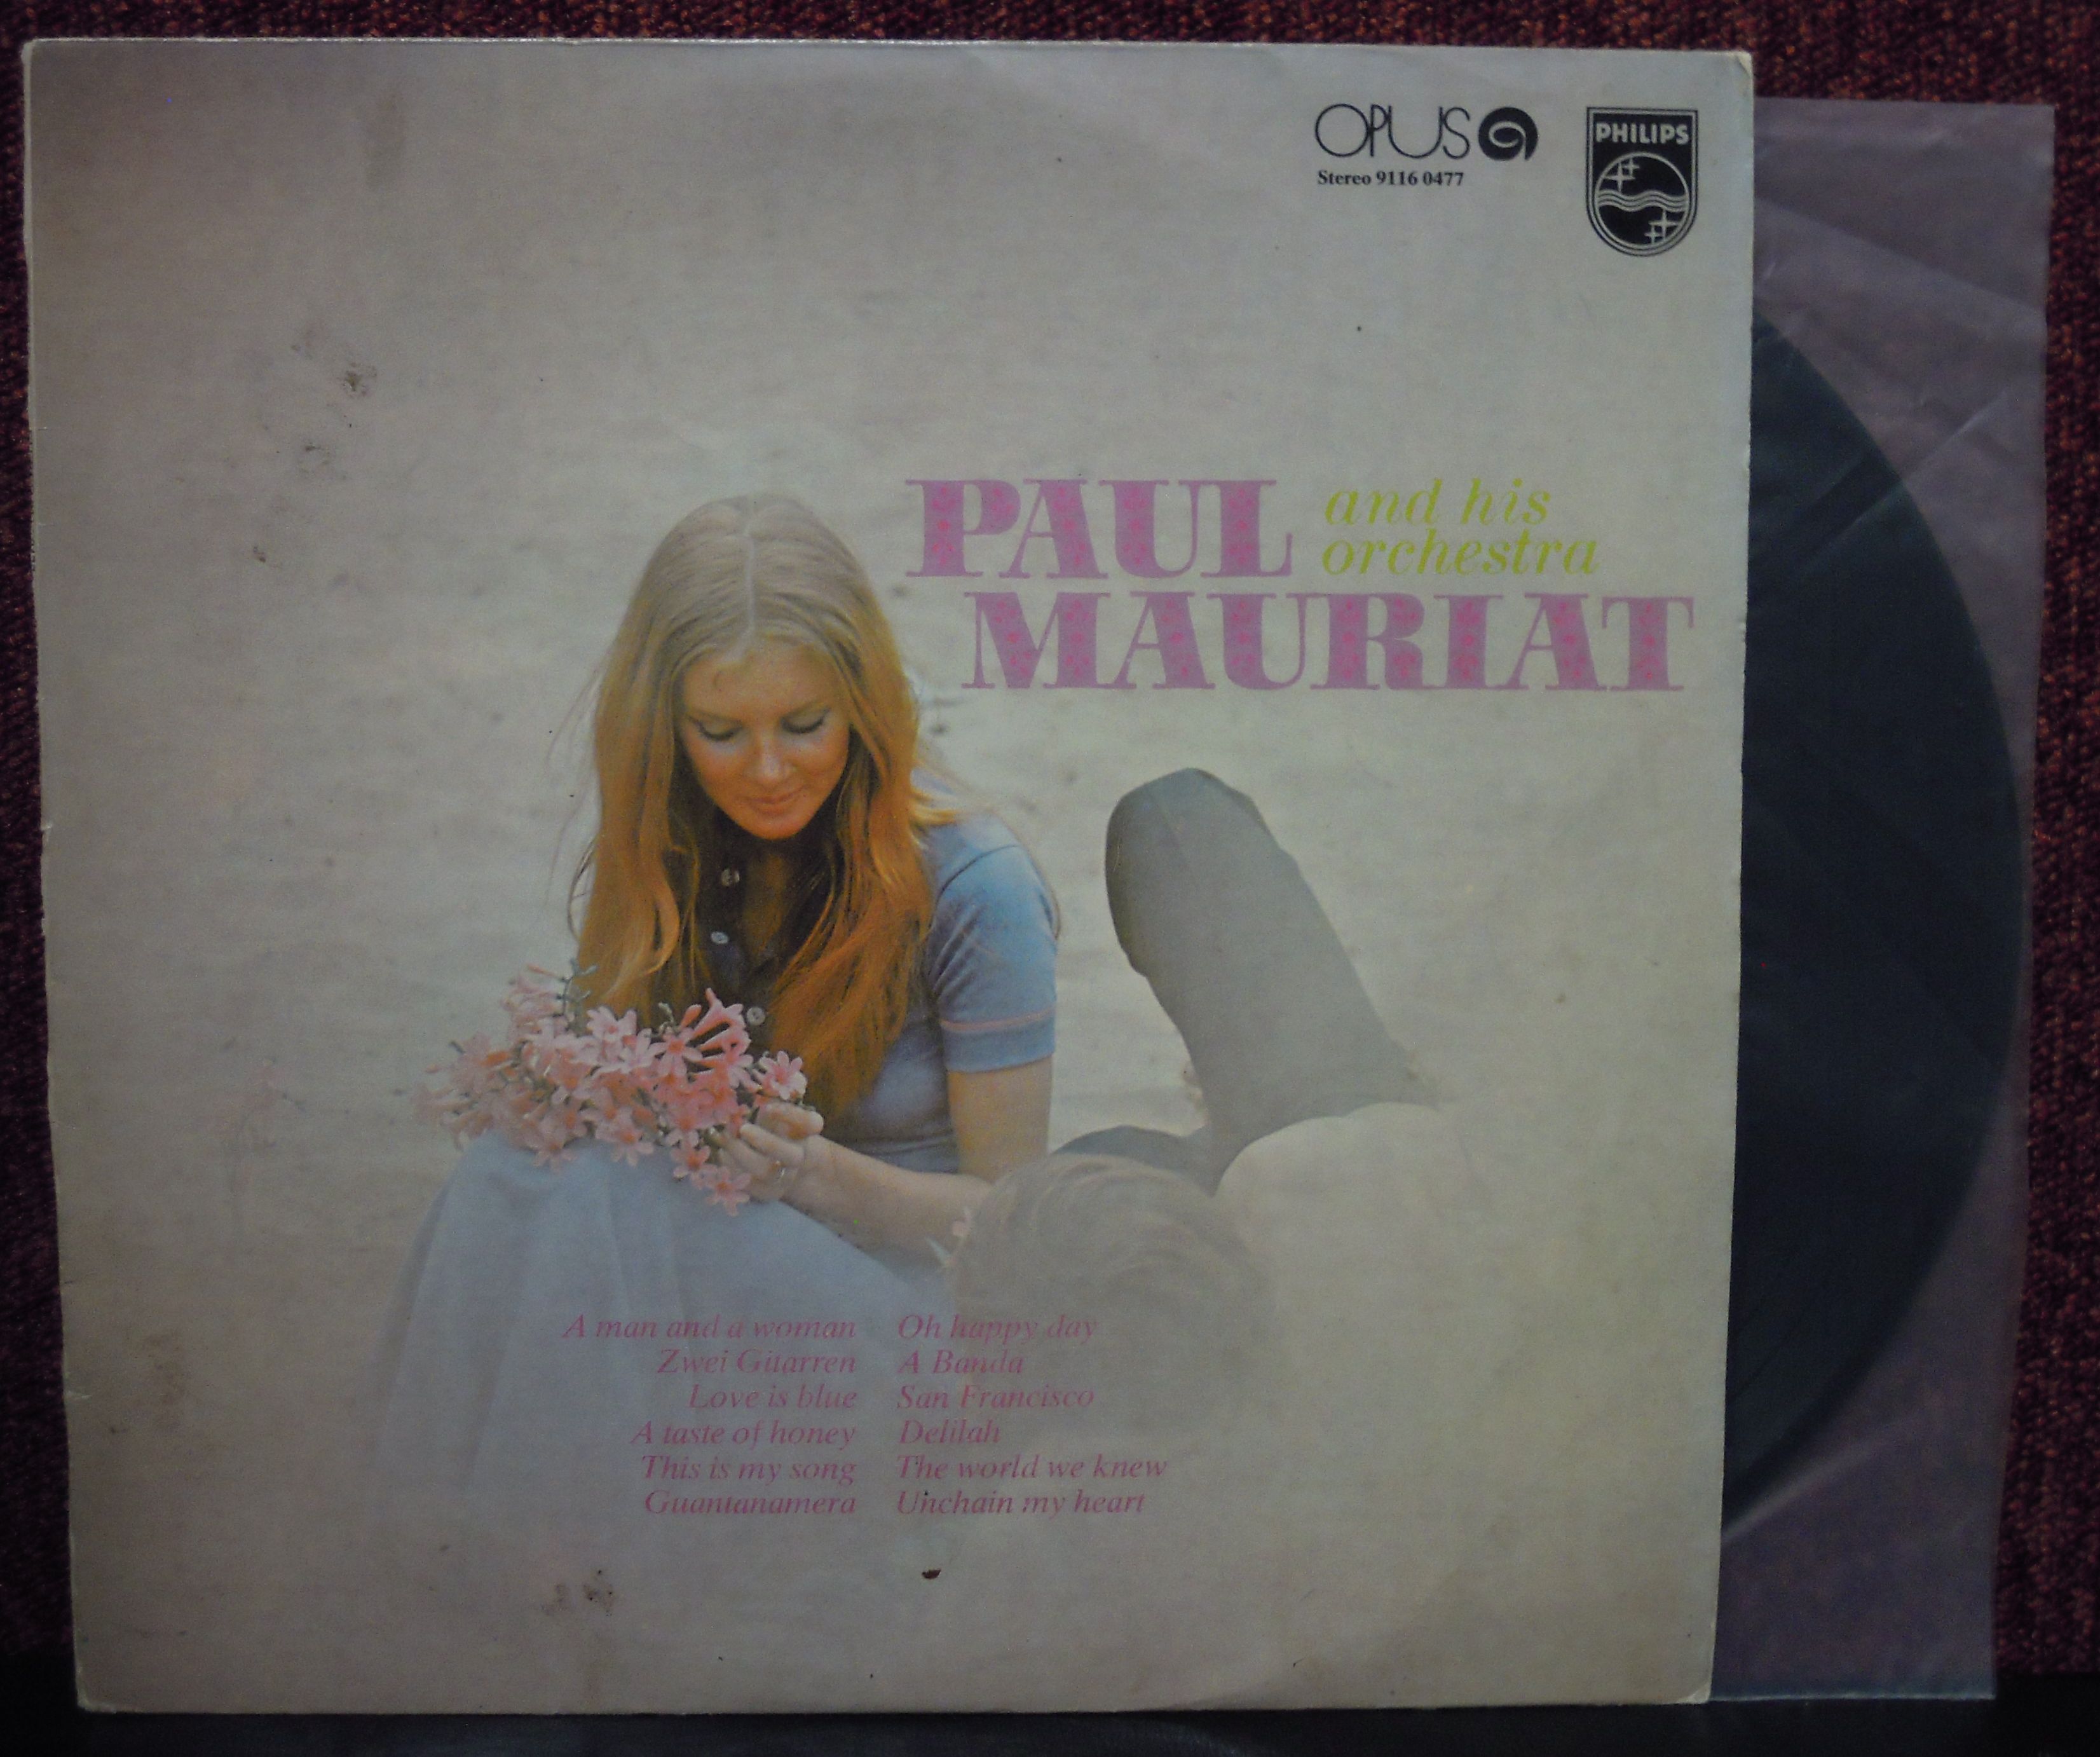 OPUS
Stereo 9116 0477
PHILIPS
PAUL and his
orchestra
MAURIAT
A man and a woman
Zwei Gitarren
Love is blue
A taste of honey
This is my song
Guantanamera
Oh happy day
A Banda
San Francisco
Delilah
The world we knew
Unchain my heart